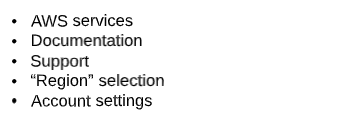 • AWS services
• Documentation
• Support
• “Region” selection
• Account settings